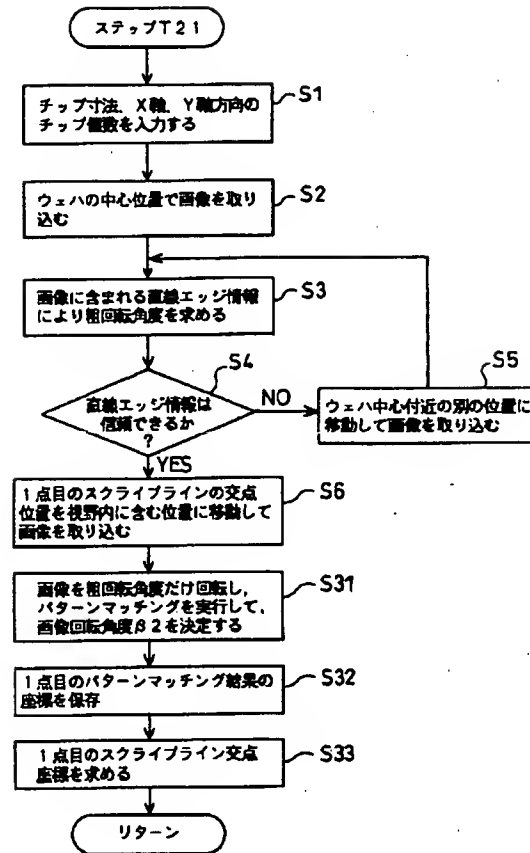 ステップT21
チップ寸法、X軸、Y軸方向の
チップ個数を入力する
S1
ウェハの中心位置で画像を取り
込む
S2
画像に含まれる直線エッジ情報
により粗回転角度を求める
S3
S4
直線エッジ情報は
信頼できるか
?
NO
YES
S5
ウェハ中心付近の別の位置に
移動して画像を取り込む
1点目のスクライブラインの交点
位置を視野内に含む位置に移動して
画像を取り込む
S6
画像を粗回転角度だけ回転し,
パターンマッチングを実行して,
画像回転角度β2を決定する
S31
1点目のパターンマッチング結果の
座標を保存
S32
1点目のスクライブライン交点
座標を求める
S33
リターン